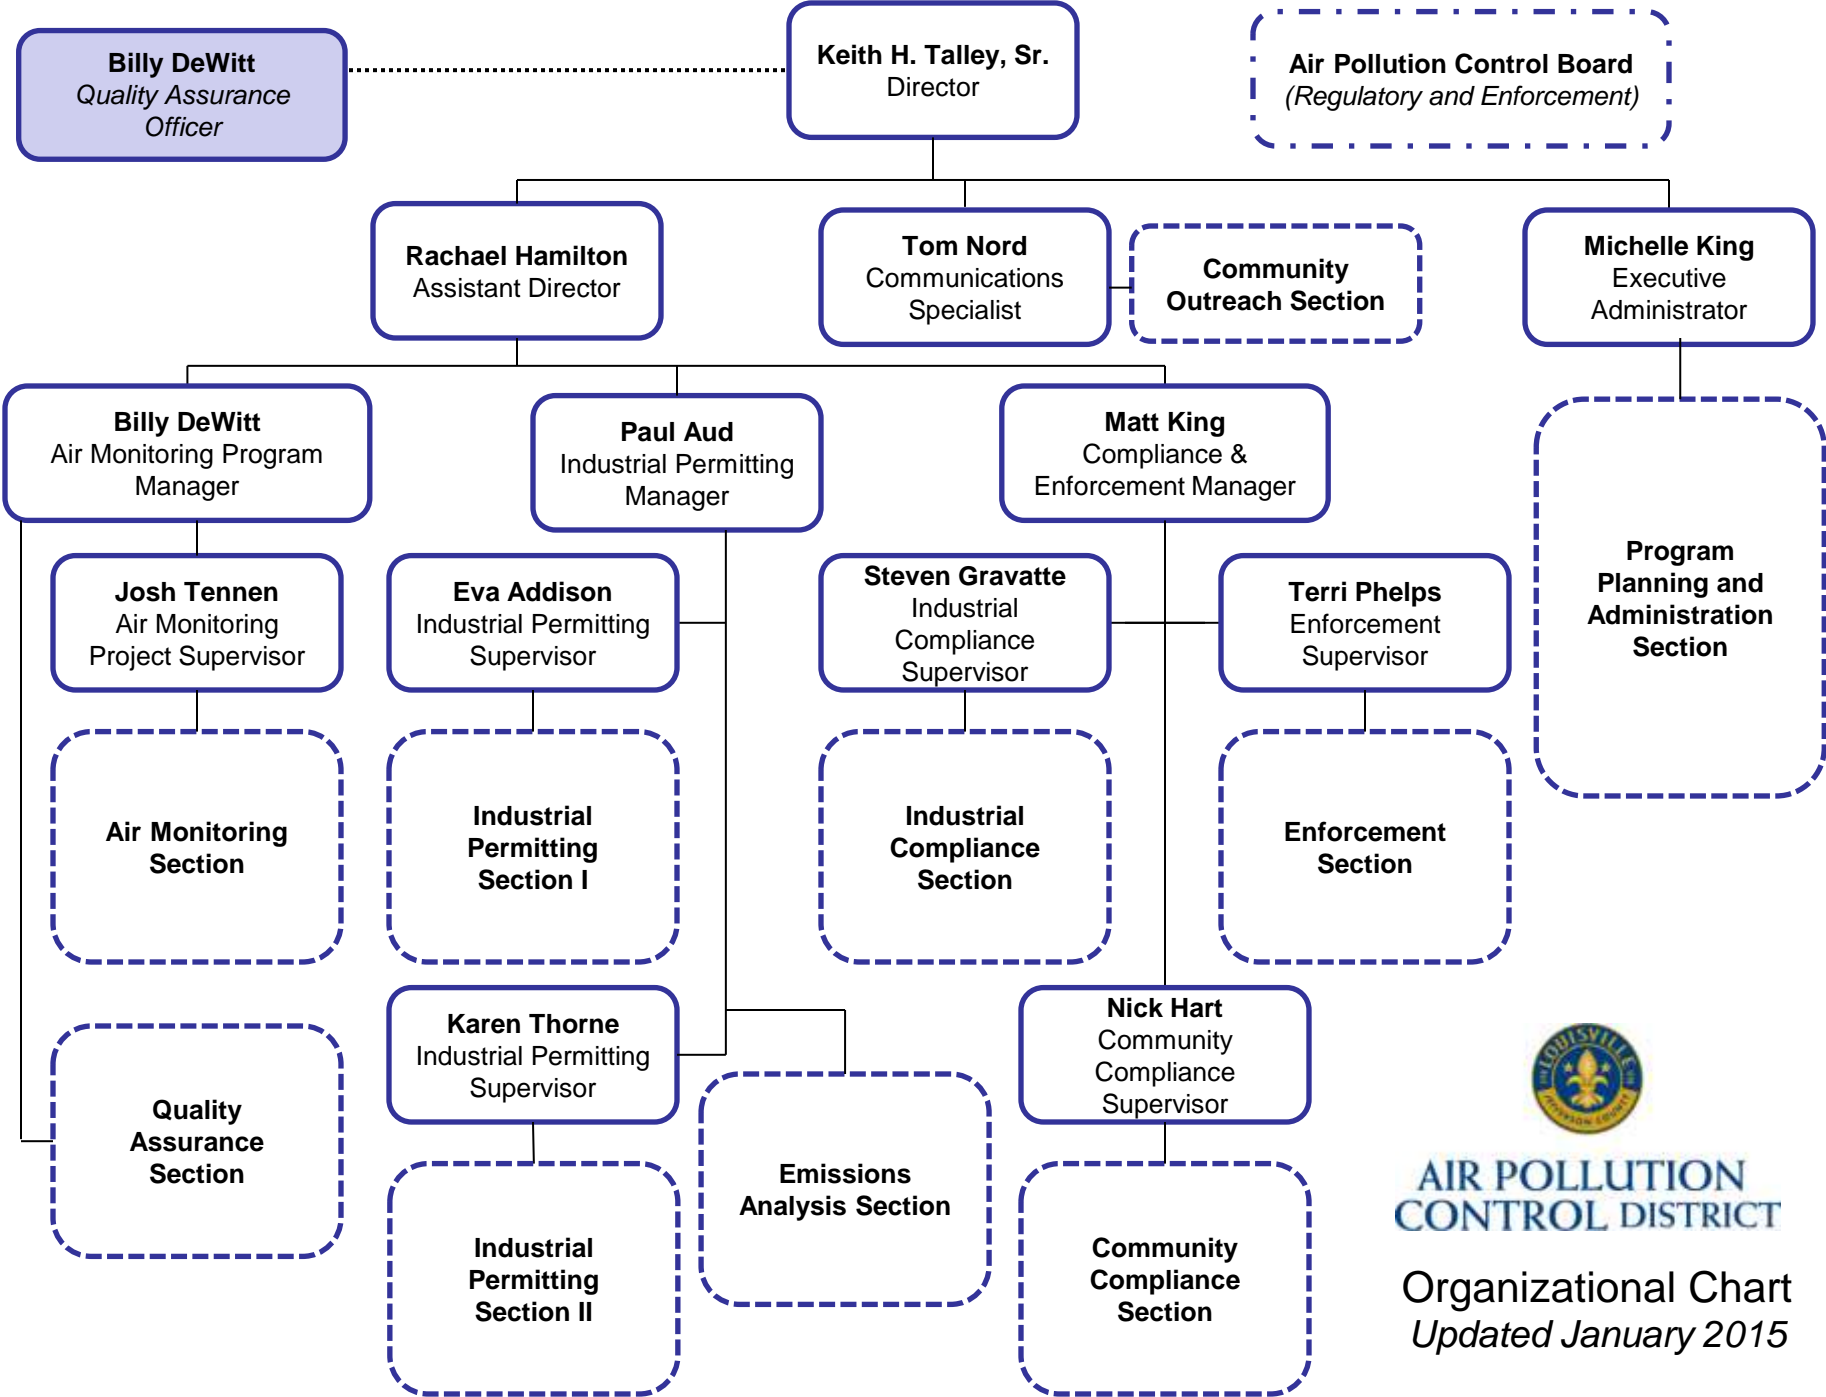 Billy DeWitt
Quality Assurance
Officer
Keith H. Talley, Sr.
Director
Air Pollution Control Board
(Regulatory and Enforcement)
Rachael Hamilton
Assistant Director
Tom Nord
Communications
Specialist
Community
Outreach Section
Michelle King
Executive
Administrator
Billy DeWitt
Air Monitoring Program
Manager
Paul Aud
Industrial Permitting
Manager
Matt King
Compliance &
Enforcement Manager
Program
Planning and
Administration
Section
Josh Tennen
Air Monitoring
Project Supervisor
Eva Addison
Industrial Permitting
Supervisor
Steven Gravatte
Industrial
Compliance
Supervisor
Terri Phelps
Enforcement
Supervisor
Air Monitoring
Section
Industrial
Permitting
Section I
Industrial
Compliance
Section
Enforcement
Section
Quality
Assurance
Section
Karen Thorne
Industrial Permitting
Supervisor
Nick Hart
Community
Compliance
Supervisor
Emissions
Analysis Section
Industrial
Permitting
Section II
Community
Compliance
Section
LOUISVILLE
JEFFERSON COUNTY
AIR POLLUTION
CONTROL DISTRICT
Organizational Chart
Updated January 2015